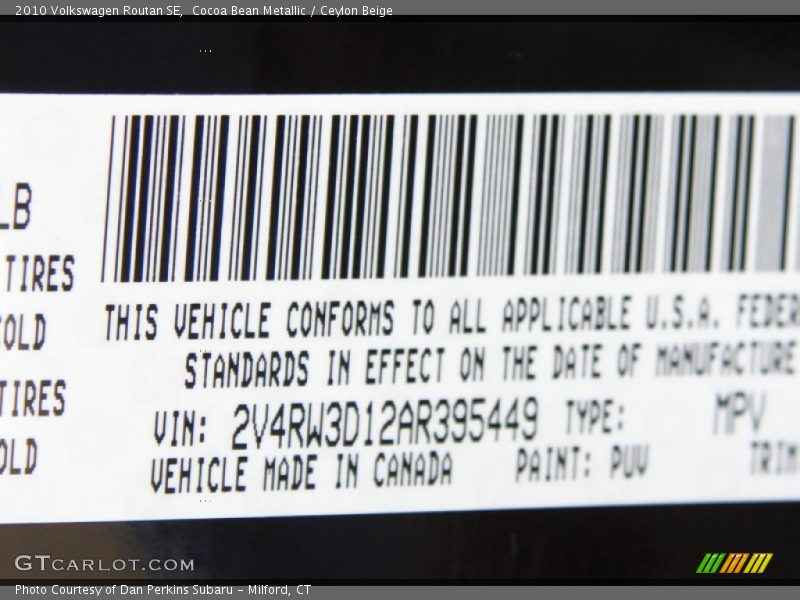 2010 Volkswagen Routan SE, Cocoa Bean Metallic / Ceylon Beige
LB
TIRES
COLD
TIRES
OLD
THIS VEHICLE CONFORMS TO ALL APPLICABLE U.S.A. FEDER
STANDARDS IN EFFECT ON THE DATE OF MANUFACTURE
VIN: 2V4RW3D12AR395449 TYPE: MPV
VEHICLE MADE IN CANADA PAINT: PUV TRIM
GTCARLOT.COM
Photo Courtesy of Dan Perkins Subaru – Milford, CT